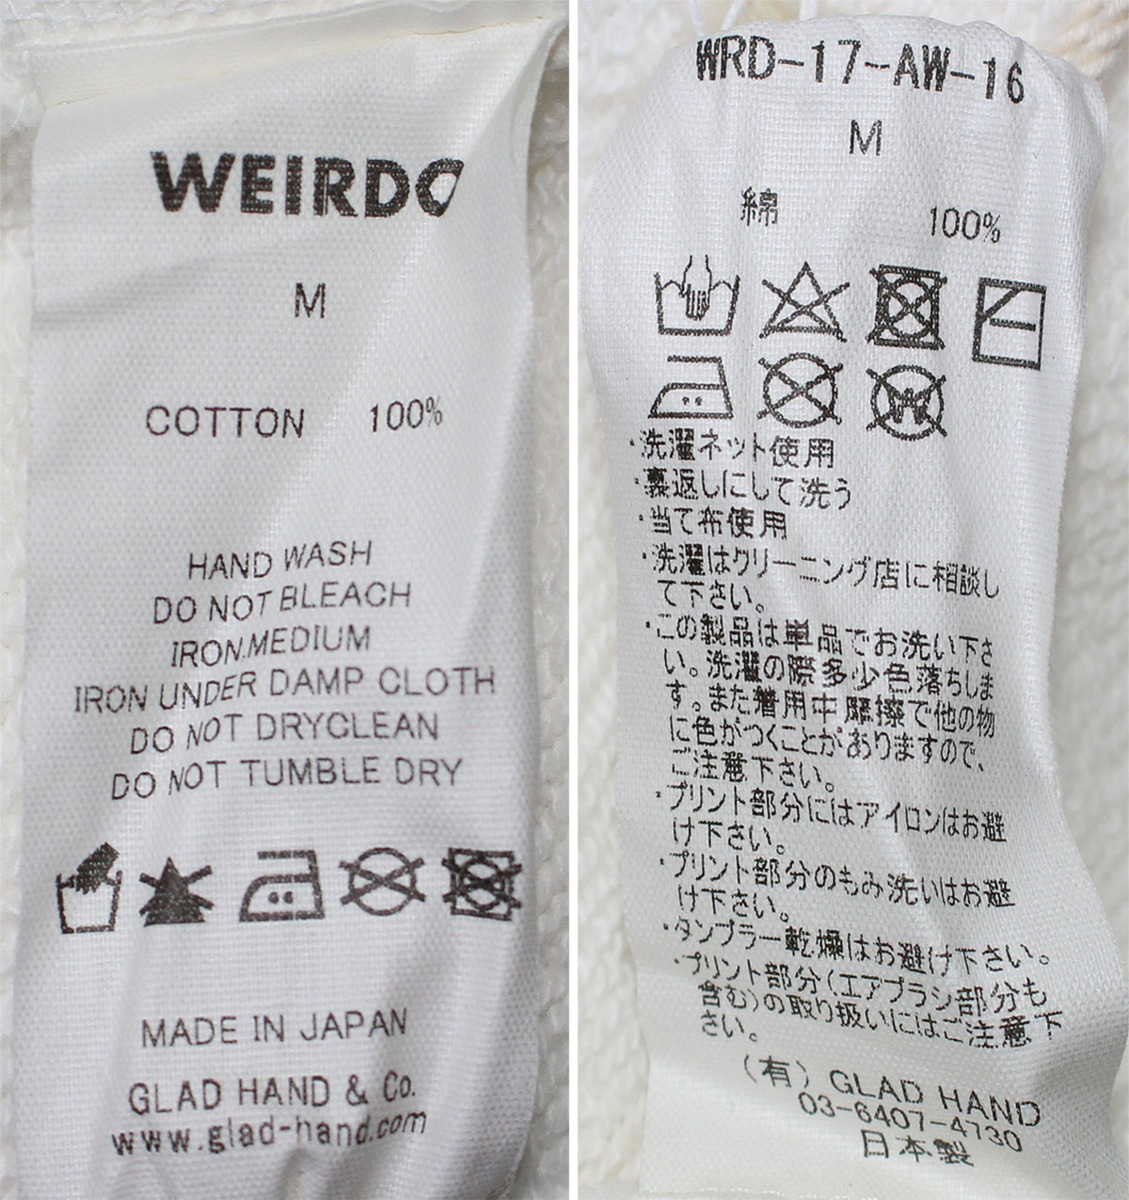 WEIRDO
M
COTTON 100%
HAND WASH
DO NOT BLEACH
IRON.MEDIUM
IRON UNDER DAMP CLOTH
DO NOT DRYCLEAN
DO NOT TUMBLE DRY
MADE IN JAPAN
GLAD HAND & Co.
www.glad-hand.com
WRD-17-AW-16
M
綿 100%
・洗濯ネット使用
・裏返しにして洗う
・当て布使用
・洗濯はクリーニング店に相談し
て下さい。
・この製品は単品でお洗い下さ
い。洗濯の際多少色落ちしま
す。また着用中摩擦で他の物
に色がつくことがありますので、
ご注意下さい。
・プリント部分にはアイロンはお避
け下さい。
・プリント部分のもみ洗いはお避
け下さい。
・タンブラー乾燥はお避け下さい。
・プリント部分(エアブラシ部分も
含む)の取り扱いにはご注意下
さい。
(有) GLAD HAND
03-6407-4730
日本製